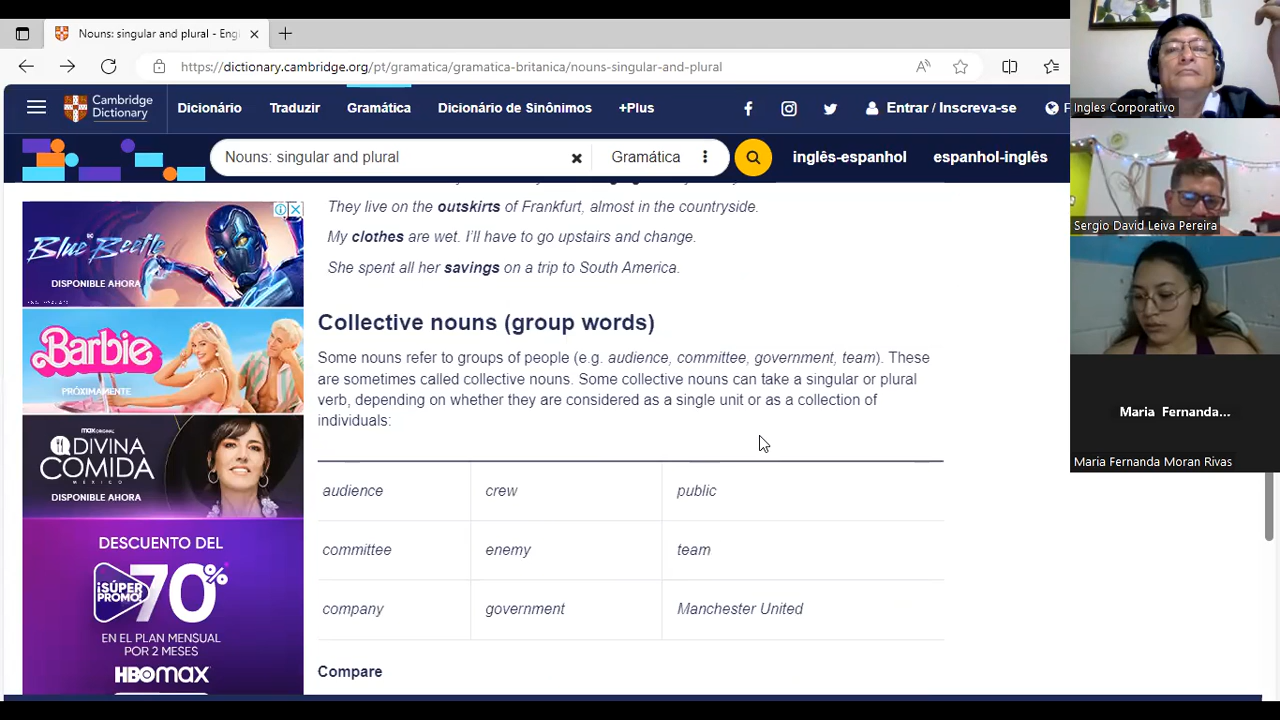 Nouns: singular and plural - Eng
https://dictionary.cambridge.org/pt/gramatica/gramatica-britanica/nouns-singular-and-plural
Cambridge
Dictionary
Dicionário
Traduzir
Gramática
Dicionário de Sinônimos
+Plus
Entrar / Inscreva-se
Nouns: singular and plural
Gramática
inglês-espanhol
espanhol-inglês
They live on the outskirts of Frankfurt, almost in the countryside.
My clothes are wet. I'll have to go upstairs and change.
She spent all her savings on a trip to South America.
Collective nouns (group words)
Some nouns refer to groups of people (e.g. audience, committee, government, team). These
are sometimes called collective nouns. Some collective nouns can take a singular or plural
verb, depending on whether they are considered as a single unit or as a collection of
individuals:
audience crew public
committee enemy team
company government Manchester United
Compare
DC
BLUE BEETLE
DISPONIBLE AHORA
Barbie
PRÓXIMAMENTE
max ORIGINAL
DIVINA
COMIDA
MÉXICO
DISPONIBLE AHORA
DESCUENTO DEL
¡SÚPER
PROMO!
70%
EN EL PLAN MENSUAL
POR 2 MESES
HBOMAX
Ingles Corporativo
Sergio David Leiva Pereira
Maria Fernanda...
Maria Fernanda Moran Rivas